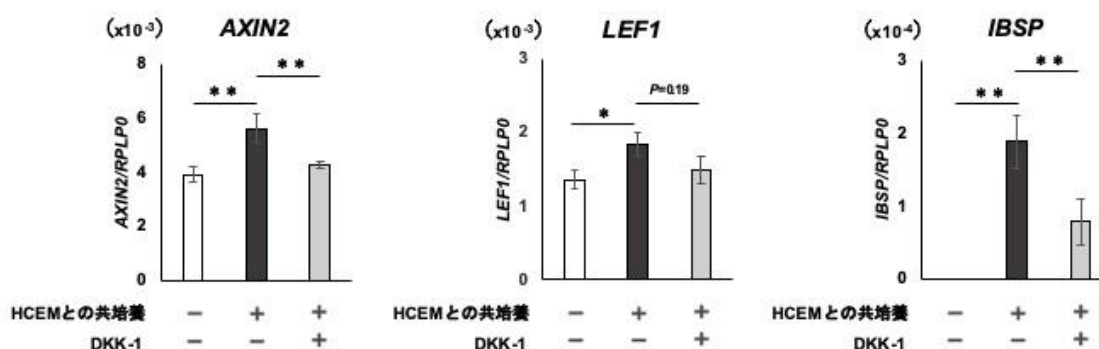 (x10-3) AXIN2
8
6
4
2
0
AXIN2/RPLP0
** **
(x10-3) LEF1
3
2
1
0
LEF1/RPLP0
* P=0.19
(x10-4) IBSP
3
2
1
0
IBSP/RPLP0
** **
HCEMとの共培養 − + +
DKK-1 − − +
HCEMとの共培養 − + +
DKK-1 − − +
HCEMとの共培養 − + +
DKK-1 − − +